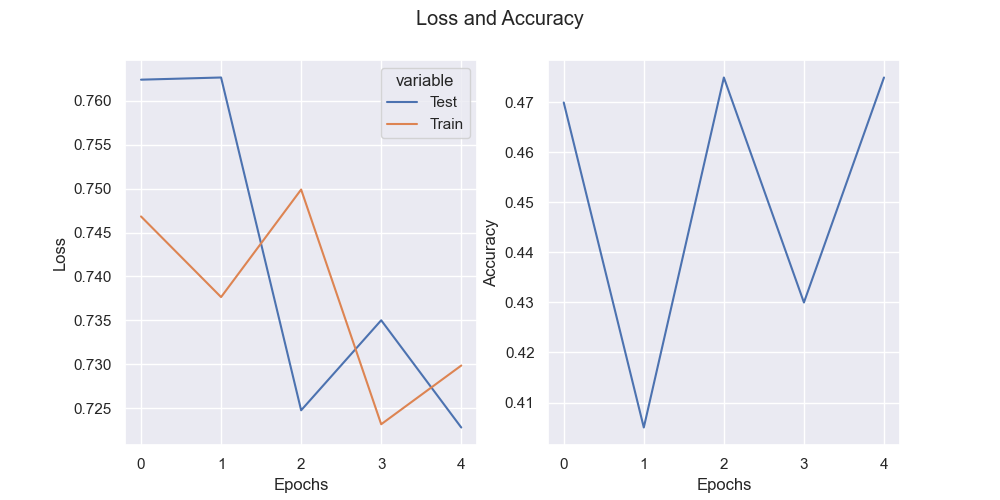 Loss and Accuracy
variable
Test
Train
0.760
0.755
0.750
0.745
0.740
0.735
0.730
0.725
Loss
0 1 2 3 4
Epochs
0.47
0.46
0.45
0.44
0.43
0.42
0.41
Accuracy
0 1 2 3 4
Epochs